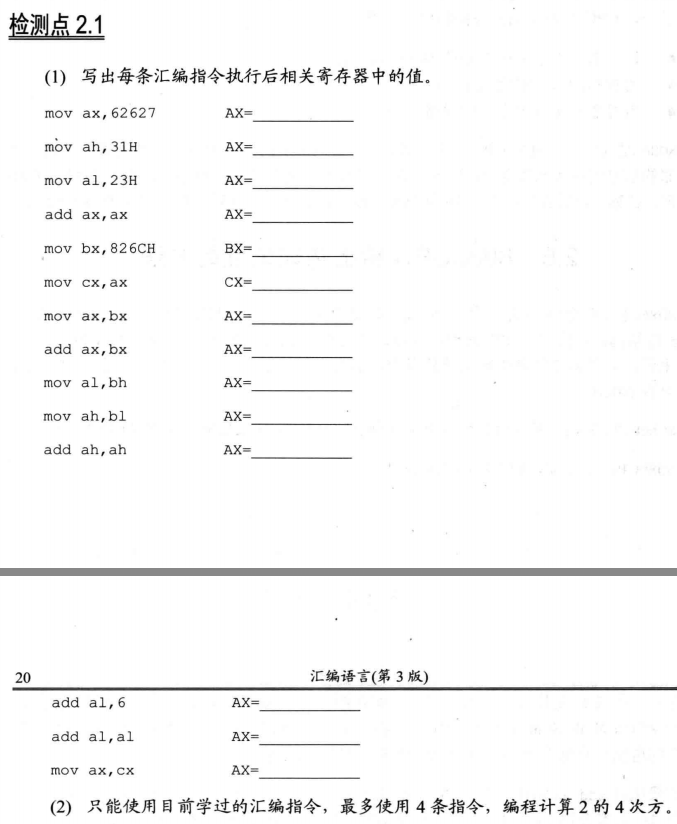 检测点 2.1
(1) 写出每条汇编指令执行后相关寄存器中的值。
mov ax,62627 AX=
mov ah,31H AX=
mov al,23H AX=
add ax,ax AX=
mov bx,826CH BX=
mov cx,ax CX=
mov ax,bx AX=
add ax,bx AX=
mov al,bh AX=
mov ah,bl AX=
add ah,ah AX=
20 汇编语言(第 3 版)
add al,6 AX=
add al,al AX=
mov ax,cx AX=
(2) 只能使用目前学过的汇编指令，最多使用 4 条指令，编程计算 2 的 4 次方。